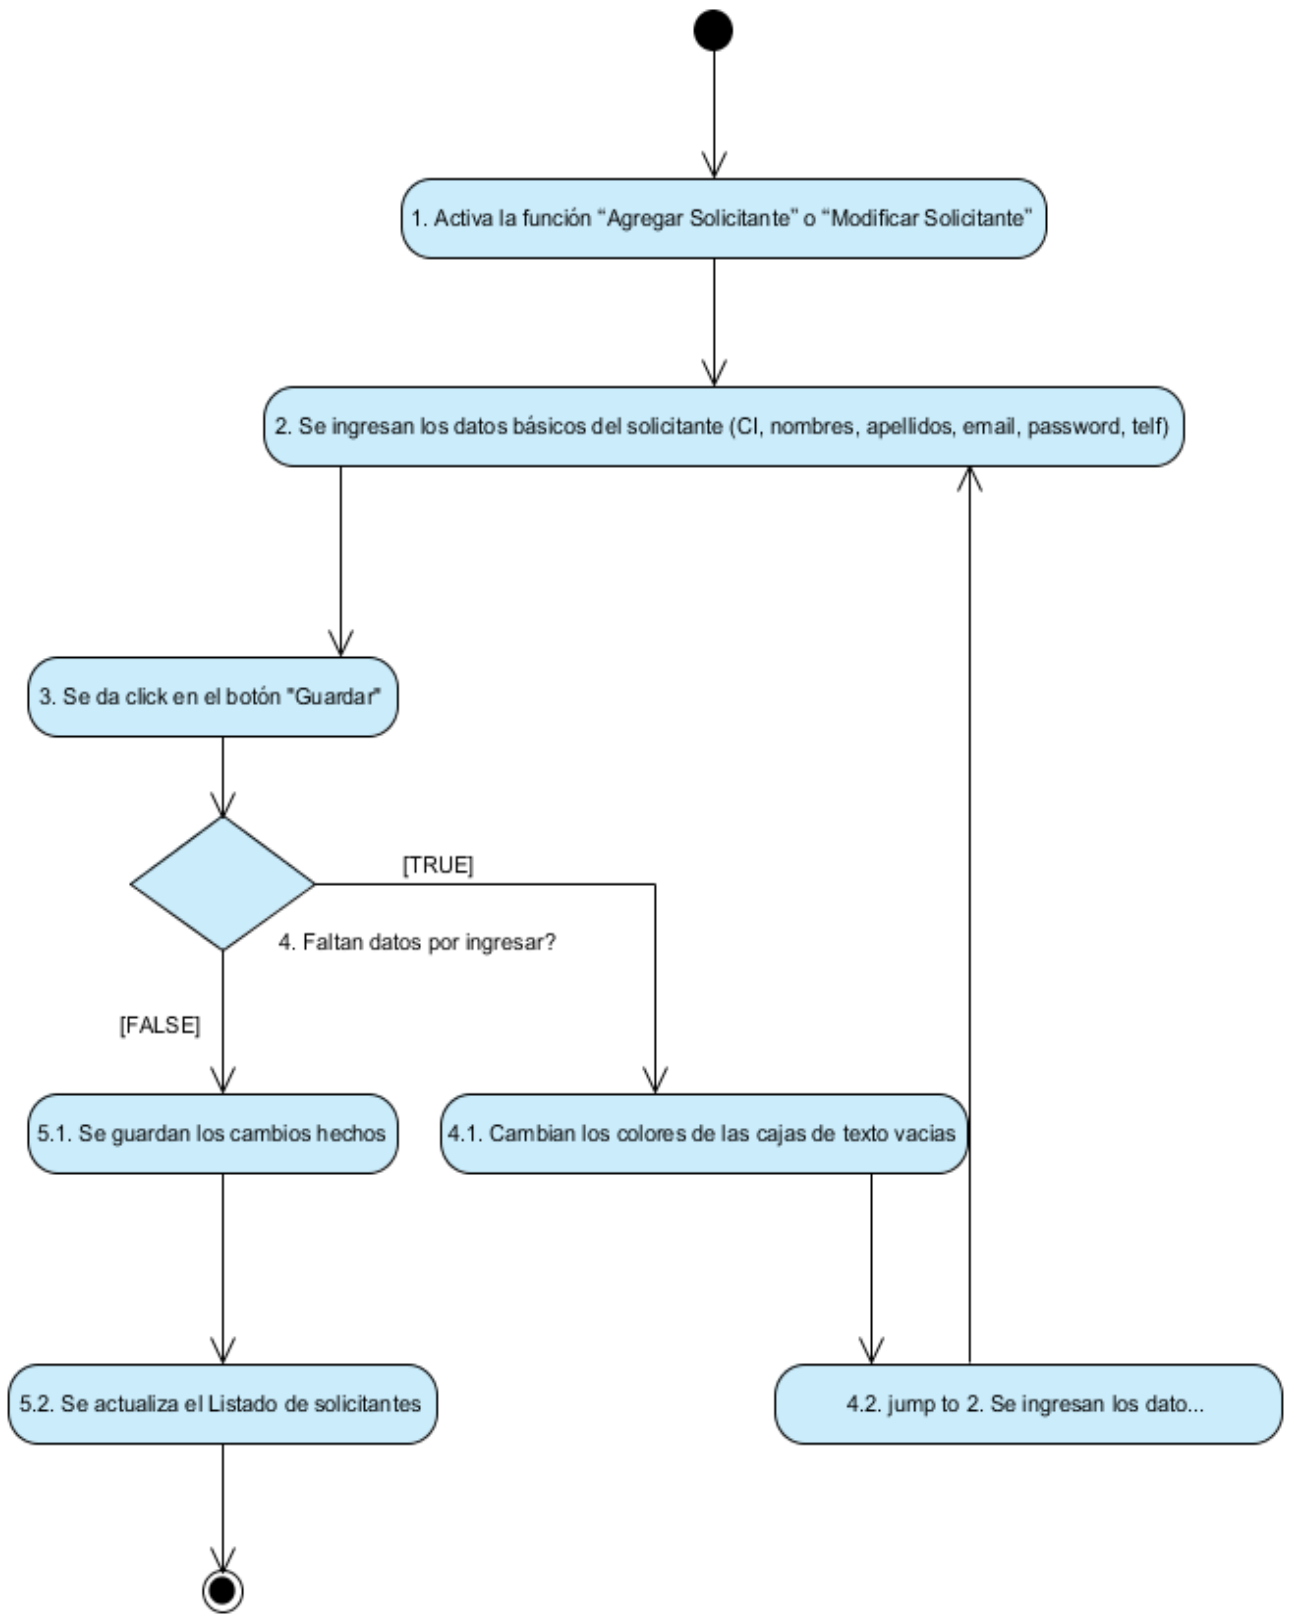 1. Activa la función “Agregar Solicitante” o “Modificar Solicitante”
2. Se ingresan los datos básicos del solicitante (CI, nombres, apellidos, email, password, telf)
3. Se da click en el botón "Guardar"
[TRUE]
4. Faltan datos por ingresar?
[FALSE]
5.1. Se guardan los cambios hechos
4.1. Cambian los colores de las cajas de texto vacias
5.2. Se actualiza el Listado de solicitantes
4.2. jump to 2. Se ingresan los dato...